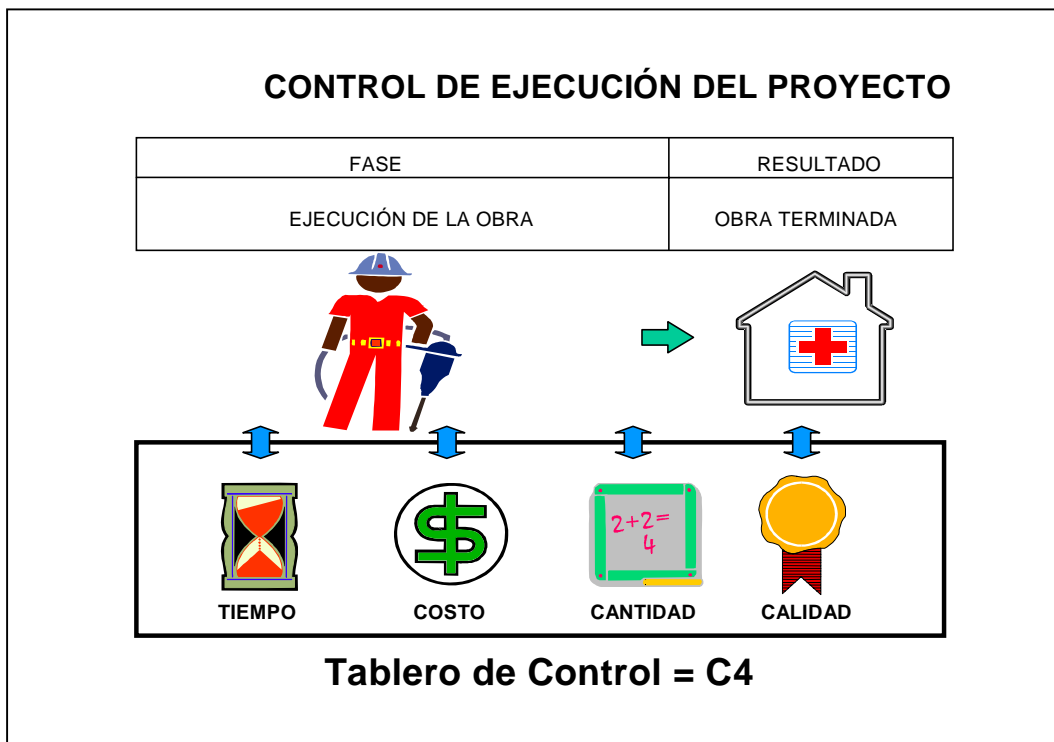 CONTROL DE EJECUCIÓN DEL PROYECTO
FASE RESULTADO
EJECUCIÓN DE LA OBRA OBRA TERMINADA
2+2=
4
TIEMPO COSTO CANTIDAD CALIDAD
Tablero de Control = C4